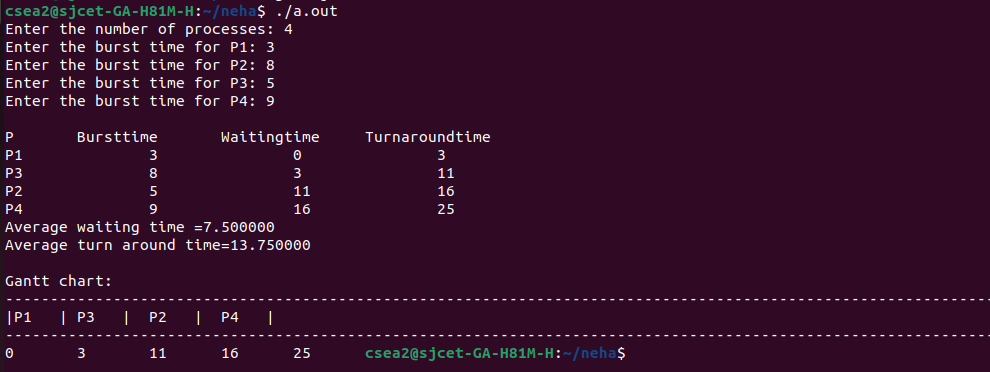 csea2@sjcet-GA-H81M-H:~/neha$ ./a.out
Enter the number of processes: 4
Enter the burst time for P1: 3
Enter the burst time for P2: 8
Enter the burst time for P3: 5
Enter the burst time for P4: 9
P Bursttime Waitingtime Turnaroundtime
P1 3 0 3
P3 8 3 11
P2 5 11 16
P4 9 16 25
Average waiting time =7.500000
Average turn around time=13.750000
Gantt chart:
--------------------------------------------------------------------------------------------------------------
|P1 | P3 | P2 | P4 |
--------------------------------------------------------------------------------------------------------------
0 3 11 16 25 csea2@sjcet-GA-H81M-H:~/neha$